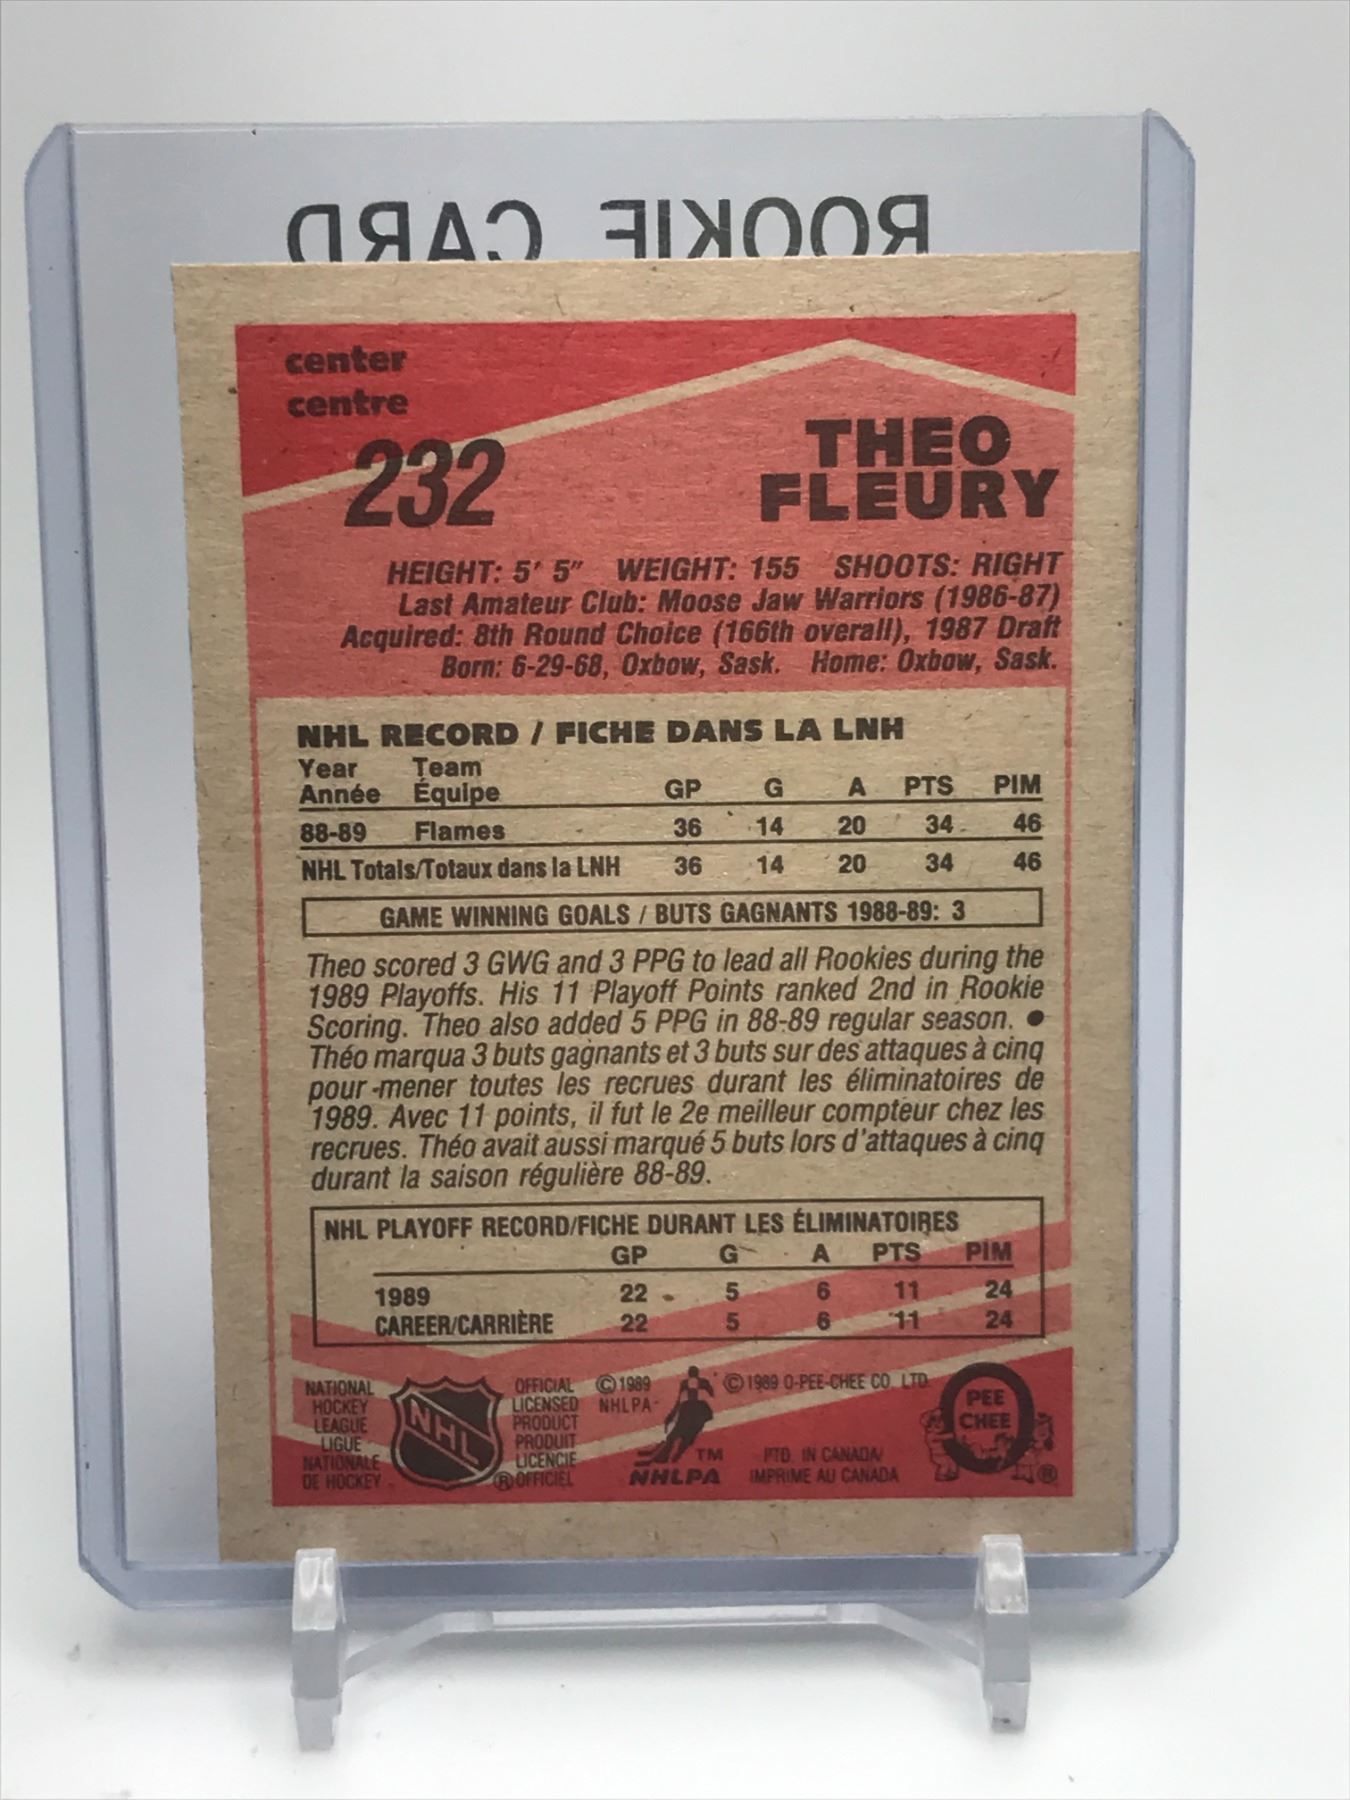 ROOKIE CARD
center
centre
232
THEO
FLEURY
HEIGHT: 5' 5" WEIGHT: 155 SHOOTS: RIGHT
Last Amateur Club: Moose Jaw Warriors (1986-87)
Acquired: 8th Round Choice (166th overall), 1987 Draft
Born: 6-29-68, Oxbow, Sask. Home: Oxbow, Sask.
NHL RECORD / FICHE DANS LA LNH
Year Team
Année Équipe GP G A PTS PIM
88-89 Flames 36 14 20 34 46
NHL Totals/Totaux dans la LNH 36 14 20 34 46
GAME WINNING GOALS / BUTS GAGNANTS 1988-89: 3
Theo scored 3 GWG and 3 PPG to lead all Rookies during the
1989 Playoffs. His 11 Playoff Points ranked 2nd in Rookie
Scoring. Theo also added 5 PPG in 88-89 regular season. ●
Théo marqua 3 buts gagnants et 3 buts sur des attaques à cinq
pour mener toutes les recrues durant les éliminatoires de
1989. Avec 11 points, il fut le 2e meilleur compteur chez les
recrues. Théo avait aussi marqué 5 buts lors d'attaques à cinq
durant la saison régulière 88-89.
NHL PLAYOFF RECORD/FICHE DURANT LES ÉLIMINATOIRES
GP G A PTS PIM
1989 22 5 6 11 24
CAREER/CARRIÈRE 22 5 6 11 24
NATIONAL
HOCKEY
LEAGUE
LIGUE
NATIONALE
DE HOCKEY
NHL
OFFICIAL
LICENSED
PRODUCT
PRODUIT
LICENCIE
® OFFICIEL
© 1989
NHLPA
TM
NHLPA
© 1989 O-PEE-CHEE CO. LTD.
PTD. IN CANADA/
IMPRIME AU CANADA
O
PEE
CHEE
®